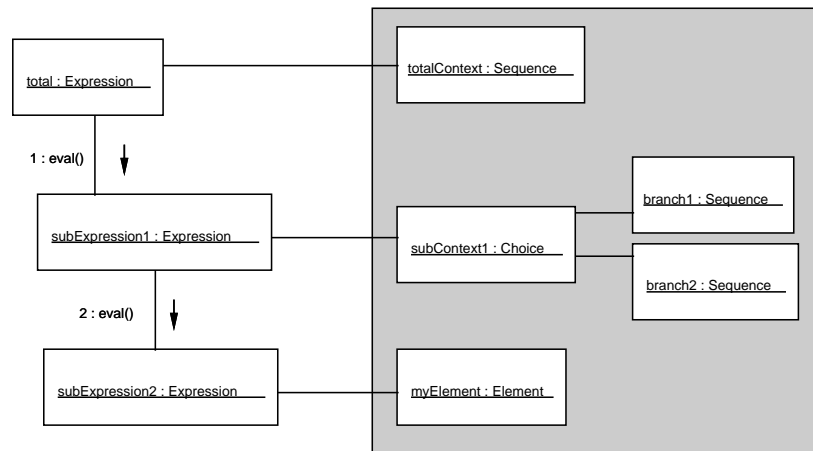 total : Expression
totalContext : Sequence
1 : eval()
subExpression1 : Expression
subContext1 : Choice
branch1 : Sequence
branch2 : Sequence
2 : eval()
subExpression2 : Expression
myElement : Element